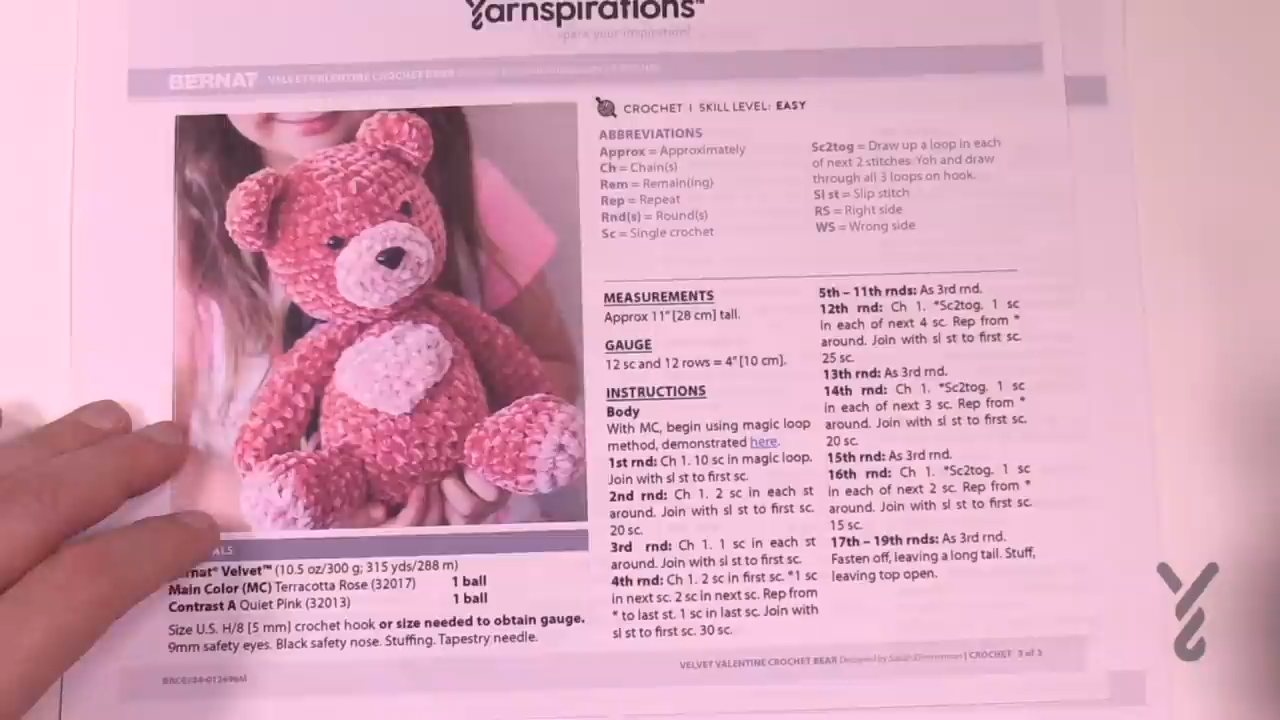 Yarnspirations™
spark your inspiration!
BERNAT VELVET VALENTINE CROCHET BEAR
CROCHET I SKILL LEVEL: EASY
ABBREVIATIONS
Approx = Approximately
Ch = Chain(s)
Rem = Remain(ing)
Rep = Repeat
Rnd(s) = Round(s)
Sc = Single crochet
Sc2tog = Draw up a loop in each
of next 2 stitches. Yoh and draw
through all 3 loops on hook.
Sl st = Slip stitch
RS = Right side
WS = Wrong side
MEASUREMENTS
Approx 11" [28 cm] tall.
GAUGE
12 sc and 12 rows = 4" [10 cm].
INSTRUCTIONS
Body
With MC, begin using magic loop
method, demonstrated here.
1st rnd: Ch 1. 10 sc in magic loop.
Join with sl st to first sc.
2nd rnd: Ch 1. 2 sc in each st
around. Join with sl st to first sc.
20 sc.
3rd rnd: Ch 1. 1 sc in each st
around. Join with sl st to first sc.
4th rnd: Ch 1. 2 sc in first sc. *1 sc
in next sc. 2 sc in next sc. Rep from
* to last st. 1 sc in last sc. Join with
sl st to first sc. 30 sc.
5th – 11th rnds: As 3rd rnd.
12th rnd: Ch 1. *Sc2tog. 1 sc
in each of next 4 sc. Rep from *
around. Join with sl st to first sc.
25 sc.
13th rnd: As 3rd rnd.
14th rnd: Ch 1. *Sc2tog. 1 sc
in each of next 3 sc. Rep from *
around. Join with sl st to first sc.
20 sc.
15th rnd: As 3rd rnd.
16th rnd: Ch 1. *Sc2tog. 1 sc
in each of next 2 sc. Rep from *
around. Join with sl st to first sc.
15 sc.
17th – 19th rnds: As 3rd rnd.
Fasten off, leaving a long tail. Stuff,
leaving top open.
ALS
Velvet™ (10.5 oz/300 g; 315 yds/288 m)
Main Color (MC) Terracotta Rose (32017) 1 ball
Contrast A Quiet Pink (32013) 1 ball
Size U.S. H/8 [5 mm] crochet hook or size needed to obtain gauge.
9mm safety eyes. Black safety nose. Stuffing. Tapestry needle.
VELVET VALENTINE CROCHET BEAR Designed by Sarah Zimmerman | CROCHET 3 of 3